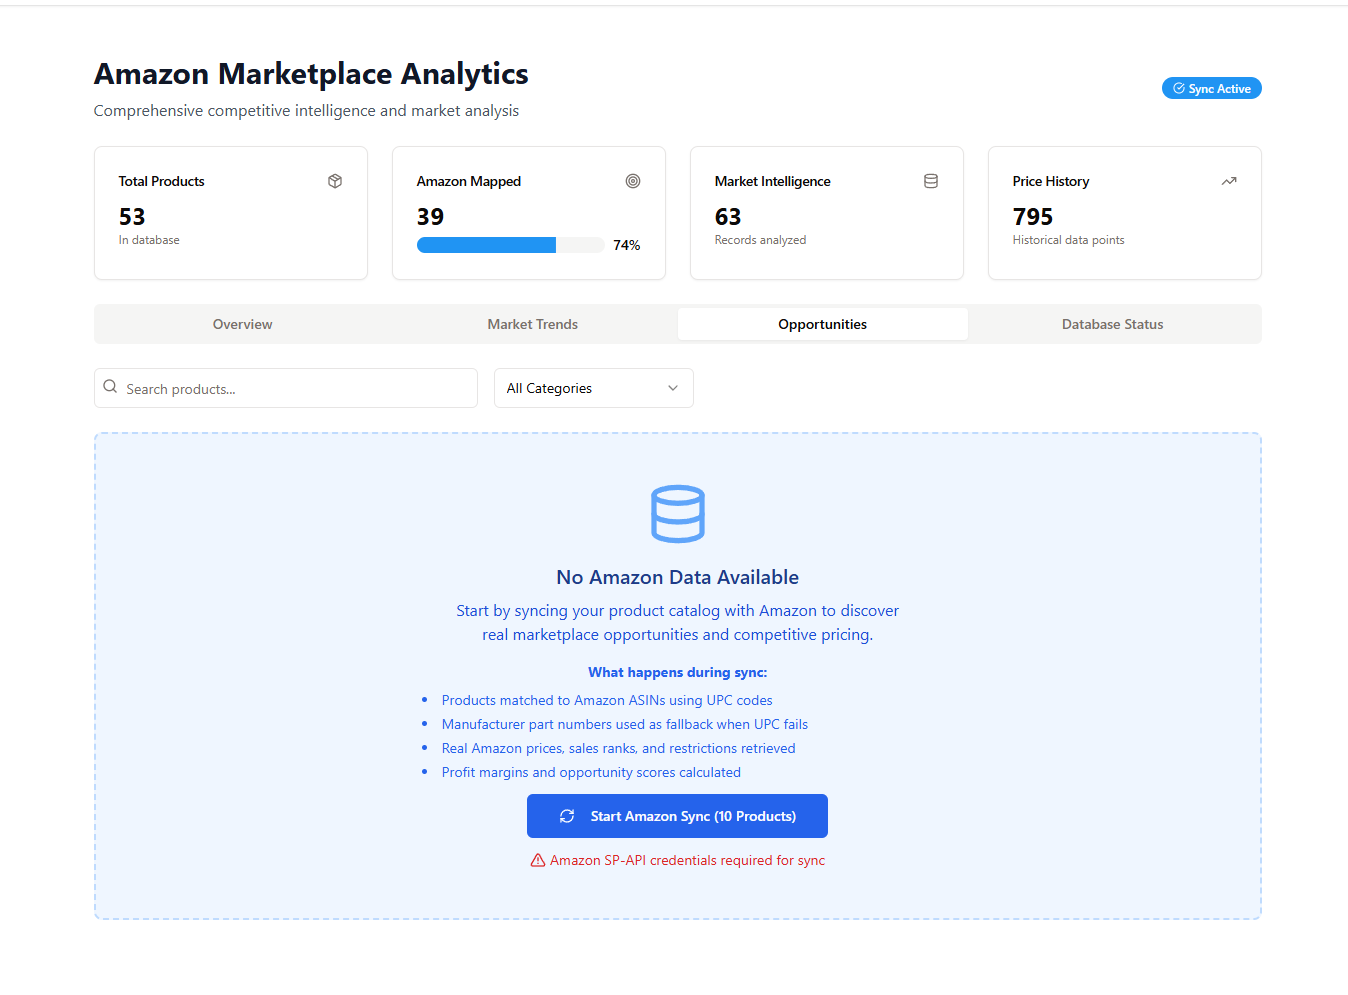 Amazon Marketplace Analytics
Comprehensive competitive intelligence and market analysis
Sync Active
Total Products
53
In database
Amazon Mapped
39
74%
Market Intelligence
63
Records analyzed
Price History
795
Historical data points
Overview
Market Trends
Opportunities
Database Status
Search products...
All Categories
No Amazon Data Available
Start by syncing your product catalog with Amazon to discover
real marketplace opportunities and competitive pricing.
What happens during sync:
• Products matched to Amazon ASINs using UPC codes
• Manufacturer part numbers used as fallback when UPC fails
• Real Amazon prices, sales ranks, and restrictions retrieved
• Profit margins and opportunity scores calculated
Start Amazon Sync (10 Products)
Amazon SP-API credentials required for sync